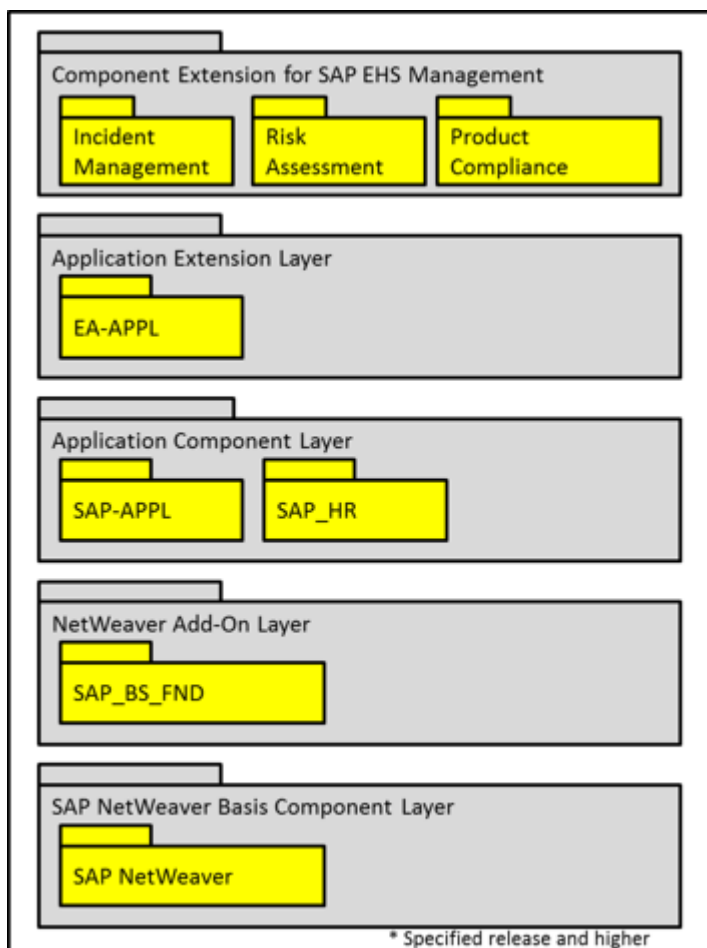 Component Extension for SAP EHS Management
Incident
Management
Risk
Assessment
Product
Compliance
Application Extension Layer
EA-APPL
Application Component Layer
SAP-APPL
SAP_HR
NetWeaver Add-On Layer
SAP_BS_FND
SAP NetWeaver Basis Component Layer
SAP NetWeaver
* Specified release and higher